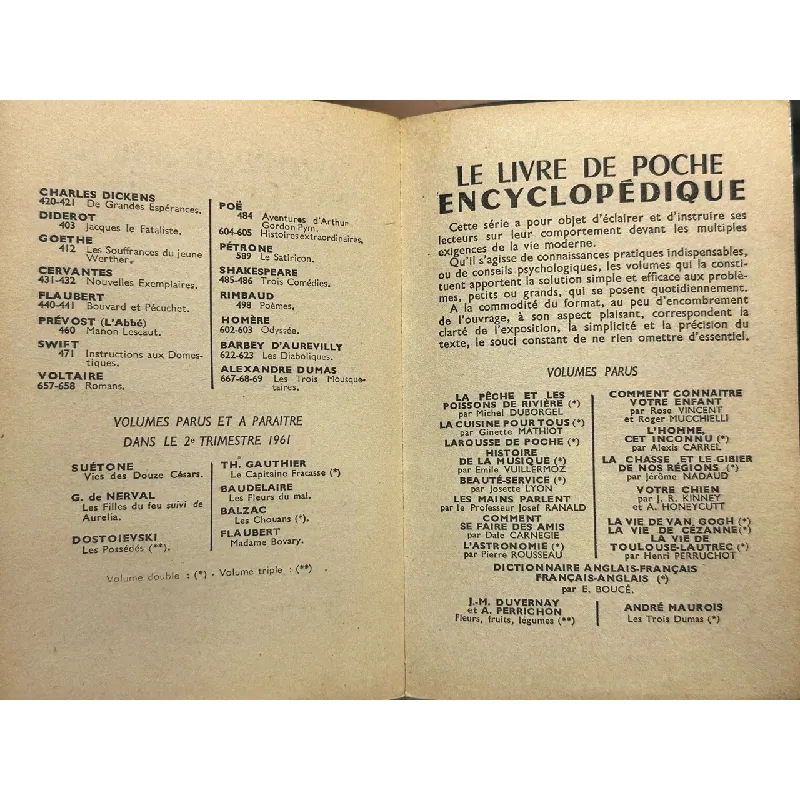 CHARLES DICKENS
420-421 De Grandes Espérances.
DIDEROT
403 Jacques le Fataliste.
GOETHE
412 Les Souffrances du jeune
Werther.
CERVANTES
431-432 Nouvelles Exemplaires.
FLAUBERT
440-441 Bouvard et Pécuchet.
PRÉVOST (L'Abbé)
460 Manon Lescaut.
SWIFT
471 Instructions aux Domes-
tiques.
VOLTAIRE
657-658 Romans.
POË
484 Aventures d'Arthur
Gordon Pym.
604-605 Histoires extraordinaires.
PÉTRONE
589 Le Satiricon.
SHAKESPEARE
485-486 Trois Comédies.
RIMBAUD
498 Poèmes.
HOMÈRE
602-603 Odyssée.
BARBEY D'AUREVILLY
622-623 Les Diaboliques.
ALEXANDRE DUMAS
667-68-69 Les Trois Mousque-
taires.
VOLUMES PARUS ET A PARAITRE
DANS LE 2e TRIMESTRE 1961
SUÉTONE
Vies des Douze Césars.
G. de NERVAL
Les Filles du feu suivi de
Aurelia.
DOSTOIEVSKI
Les Possédés (**).
TH. GAUTHIER
Le Capitaine Fracasse (*)
BAUDELAIRE
Les Fleurs du mal.
BALZAC
Les Chouans (*).
FLAUBERT
Madame Bovary.
Volume double : (*) - Volume triple : (**)
LE LIVRE DE POCHE
ENCYCLOPÉDIQUE
Cette série a pour objet d'éclairer et d'instruire ses
lecteurs sur leur comportement devant les multiples
exigences de la vie moderne.
Qu'il s'agisse de connaissances pratiques indispensables,
ou de conseils psychologiques, les volumes qui la consti-
tuent apportent la solution simple et efficace aux problè-
mes, petits ou grands, qui se posent quotidiennement.
A la commodité du format, au peu d'encombrement
de l'ouvrage, à son aspect plaisant, correspondent la
clarté de l'exposition, la simplicité et la précision du
texte, le souci constant de ne rien omettre d'essentiel.
VOLUMES PARUS
LA PÊCHE ET LES
POISSONS DE RIVIÈRE (*)
par Michel DUBORGEL
LA CUISINE POUR TOUS (*)
par Ginette MATHIOT
LAROUSSE DE POCHE (*)
HISTOIRE
DE LA MUSIQUE (*)
par Emile VUILLERMOZ
BEAUTÉ-SERVICE (*)
par Josette LYON
LES MAINS PARLENT
par le Professeur Josef RANALD
COMMENT
SE FAIRE DES AMIS
par Dale CARNEGIE
L'ASTRONOMIE (*)
par Pierre ROUSSEAU
COMMENT CONNAITRE
VOTRE ENFANT
par Rose VINCENT
et Roger MUCCHIELLI
L'HOMME,
CET INCONNU (*)
par Alexis CARREL
LA CHASSE ET LE GIBIER
DE NOS RÉGIONS (*)
par Jérôme NADAUD
VOTRE CHIEN
par J. R. KINNEY
et A. HONEYCUTT
LA VIE DE VAN GOGH (*)
LA VIE DE CÉZANNE (*)
LA VIE DE
TOULOUSE-LAUTREC (*)
par Henri PERRUCHOT
DICTIONNAIRE ANGLAIS-FRANÇAIS
FRANÇAIS-ANGLAIS (*)
par E. BOUCÉ.
J.-M. DUVERNAY
et A. PERRICHON
Fleurs, fruits, légumes (**)
ANDRÉ MAUROIS
Les Trois Dumas (*)